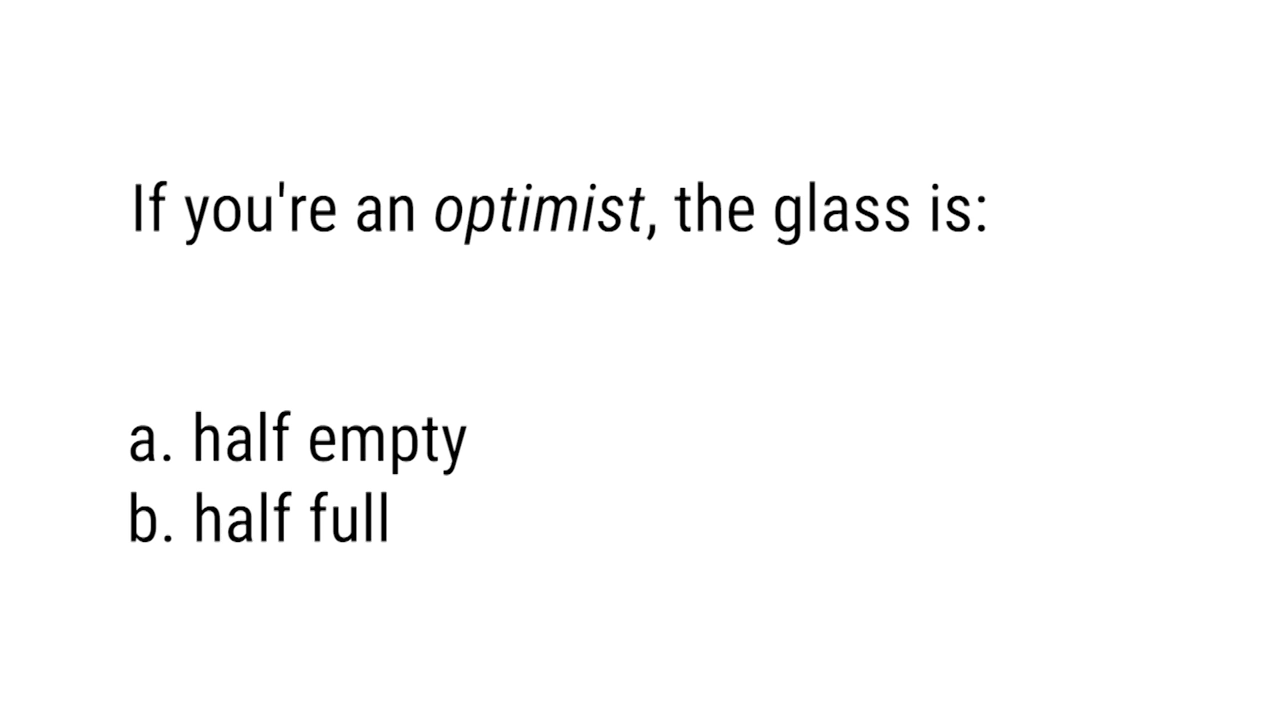 If you're an optimist, the glass is:
a. half empty
b. half full